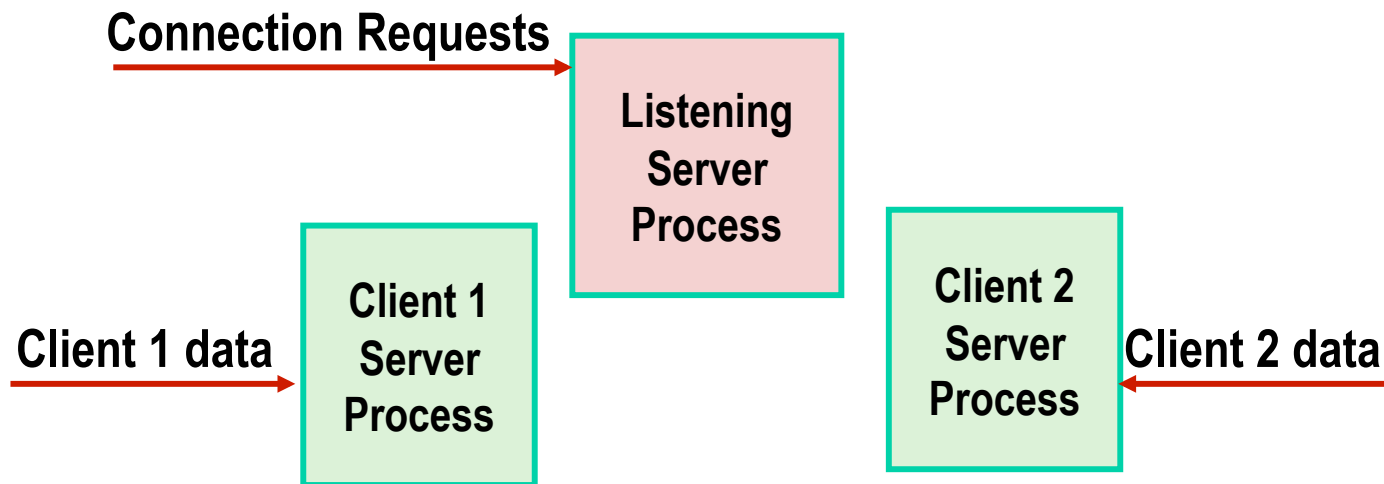 Connection Requests
Listening
Server
Process
Client 1
Server
Process
Client 1 data
Client 2
Server
Process
Client 2 data